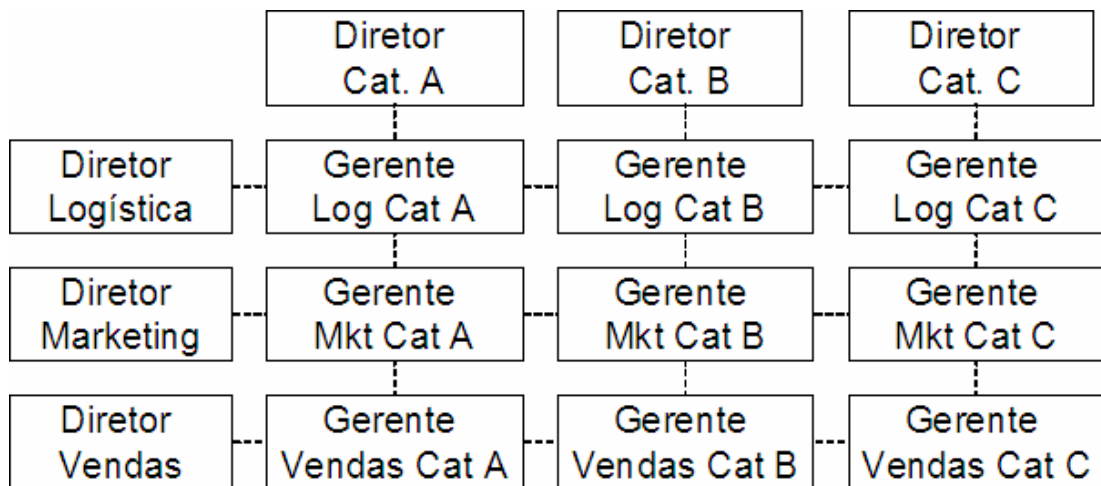 Diretor
Cat. A
Diretor
Cat. B
Diretor
Cat. C
Diretor
Logística
Gerente
Log Cat A
Gerente
Log Cat B
Gerente
Log Cat C
Diretor
Marketing
Gerente
Mkt Cat A
Gerente
Mkt Cat B
Gerente
Mkt Cat C
Diretor
Vendas
Gerente
Vendas Cat A
Gerente
Vendas Cat B
Gerente
Vendas Cat C